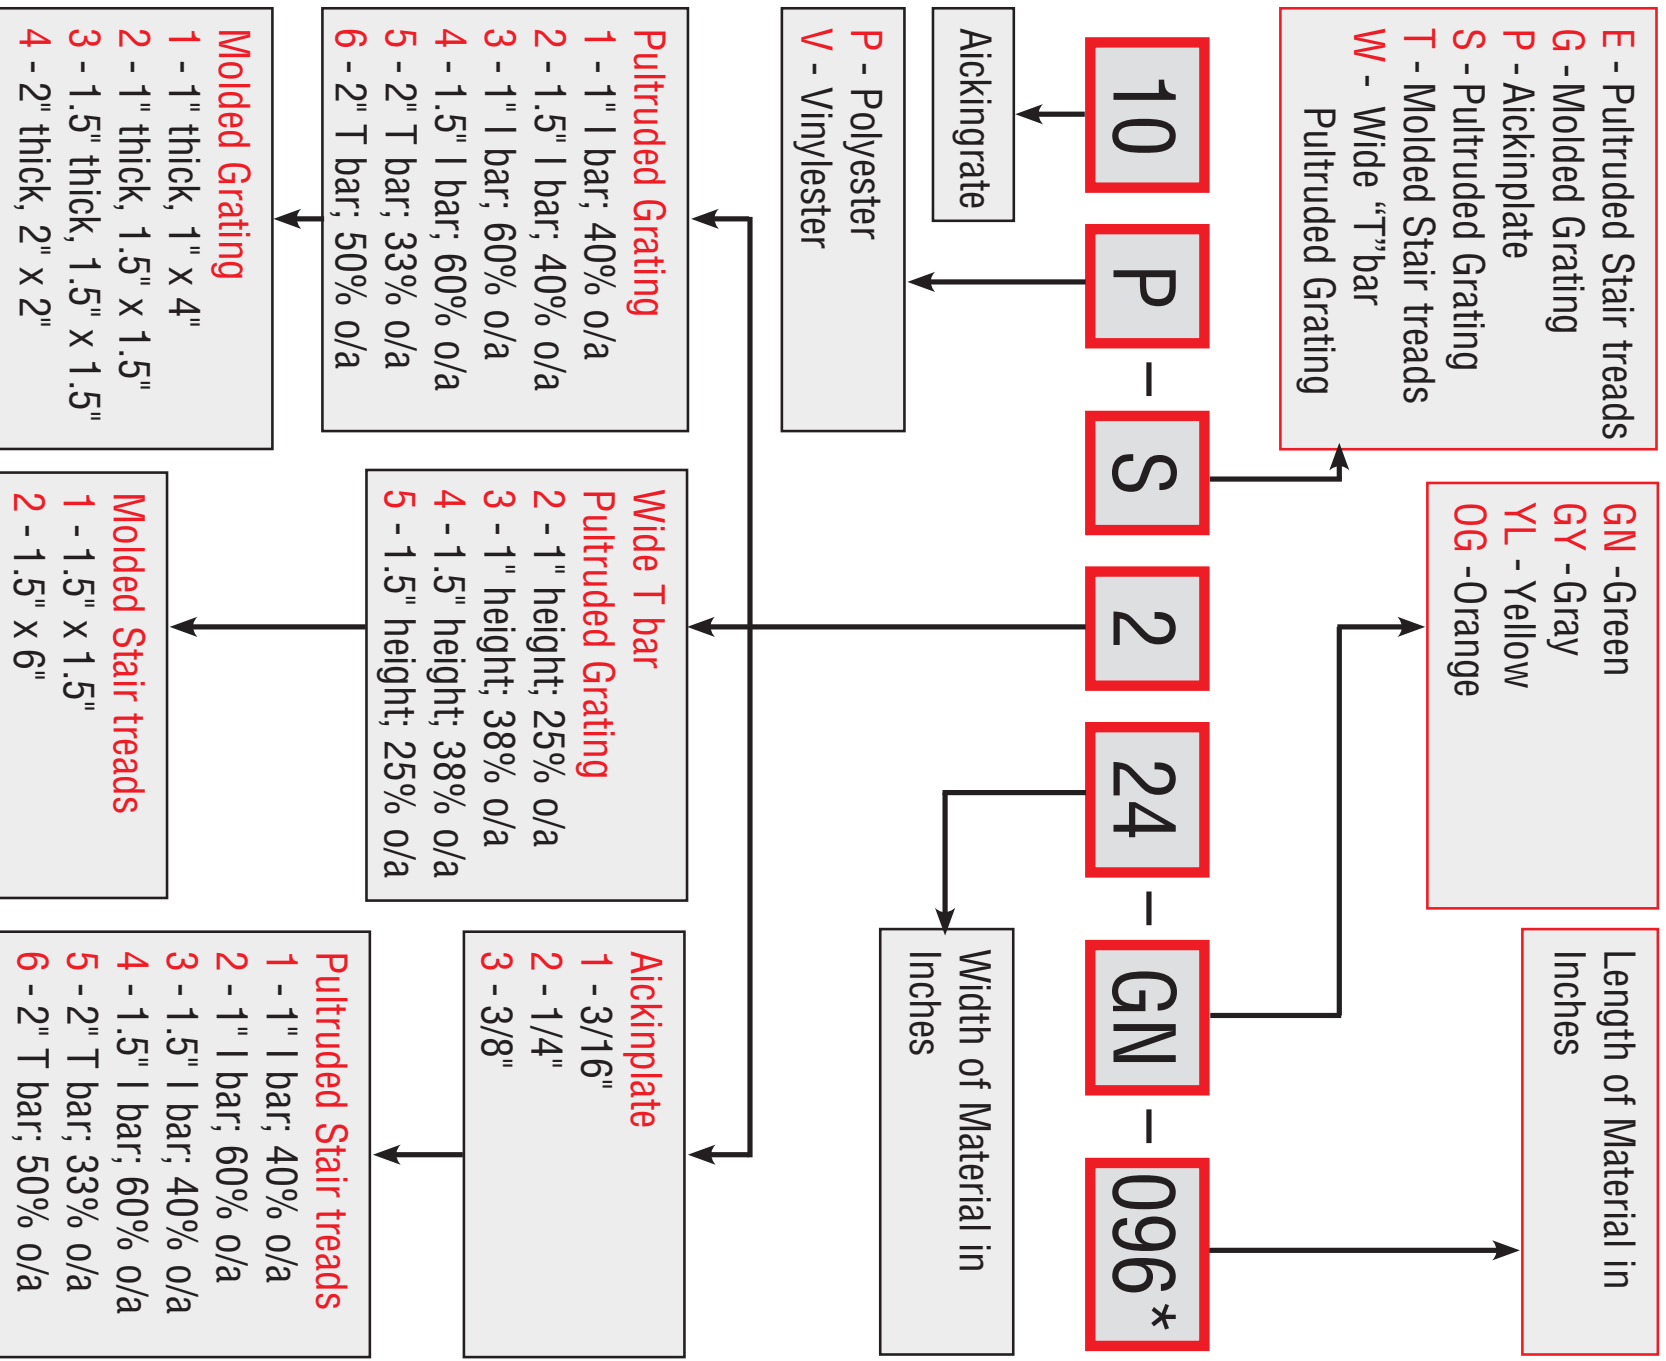 E - Pultruded Stair treads
G - Molded Grating
P - Aickinplate
S - Pultruded Grating
T - Molded Stair treads
W - Wide “T”bar
Pultruded Grating
GN -Green
GY -Gray
YL - Yellow
OG -Orange
Length of Material in
Inches
10 P – S 2 24 – GN – 096*
Aickingrate
P - Polyester
V - Vinylester
Width of Material in
Inches
Pultruded Grating
1 - 1" I bar; 40% o/a
2 - 1.5" I bar; 40% o/a
3 - 1" I bar; 60% o/a
4 - 1.5" I bar; 60% o/a
5 - 2" T bar; 33% o/a
6 - 2" T bar; 50% o/a
Wide T bar
Pultruded Grating
2 - 1" height; 25% o/a
3 - 1" height; 38% o/a
4 - 1.5" height; 38% o/a
5 - 1.5" height; 25% o/a
Aickinplate
1 - 3/16"
2 - 1/4"
3 - 3/8"
Molded Grating
1 - 1" thick, 1" x 4"
2 - 1" thick, 1.5" x 1.5"
3 - 1.5" thick, 1.5" x 1.5"
4 - 2" thick, 2" x 2"
Molded Stair treads
1 - 1.5" x 1.5"
2 - 1.5" x 6"
Pultruded Stair treads
1 - 1" I bar; 40% o/a
2 - 1" I bar; 60% o/a
3 - 1.5" I bar; 40% o/a
4 - 1.5" I bar; 60% o/a
5 - 2" T bar; 33% o/a
6 - 2" T bar; 50% o/a